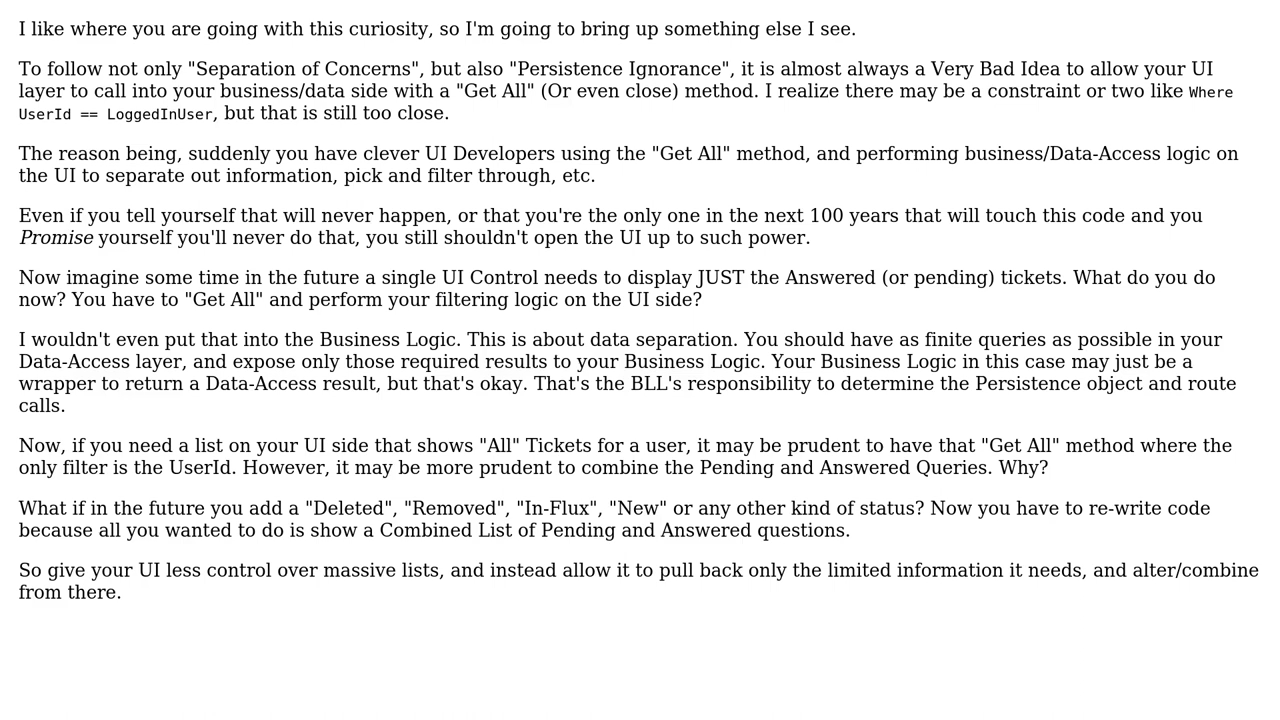 I like where you are going with this curiosity, so I'm going to bring up something else I see.
To follow not only "Separation of Concerns", but also "Persistence Ignorance", it is almost always a Very Bad Idea to allow your UI
layer to call into your business/data side with a "Get All" (Or even close) method. I realize there may be a constraint or two like Where
UserId == LoggedInUser, but that is still too close.
The reason being, suddenly you have clever UI Developers using the "Get All" method, and performing business/Data-Access logic on
the UI to separate out information, pick and filter through, etc.
Even if you tell yourself that will never happen, or that you're the only one in the next 100 years that will touch this code and you
Promise yourself you'll never do that, you still shouldn't open the UI up to such power.
Now imagine some time in the future a single UI Control needs to display JUST the Answered (or pending) tickets. What do you do
now? You have to "Get All" and perform your filtering logic on the UI side?
I wouldn't even put that into the Business Logic. This is about data separation. You should have as finite queries as possible in your
Data-Access layer, and expose only those required results to your Business Logic. Your Business Logic in this case may just be a
wrapper to return a Data-Access result, but that's okay. That's the BLL's responsibility to determine the Persistence object and route
calls.
Now, if you need a list on your UI side that shows "All" Tickets for a user, it may be prudent to have that "Get All" method where the
only filter is the UserId. However, it may be more prudent to combine the Pending and Answered Queries. Why?
What if in the future you add a "Deleted", "Removed", "In-Flux", "New" or any other kind of status? Now you have to re-write code
because all you wanted to do is show a Combined List of Pending and Answered questions.
So give your UI less control over massive lists, and instead allow it to pull back only the limited information it needs, and alter/combine
from there.